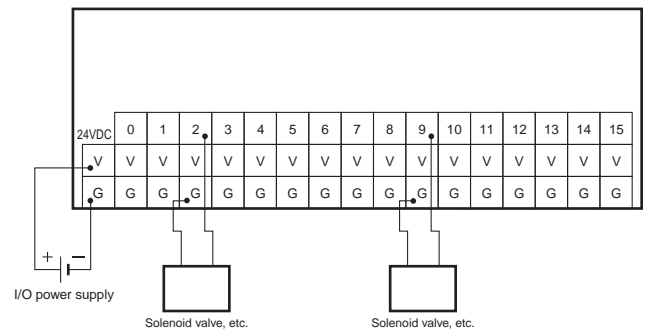 24VDC 0 1 2 3 4 5 6 7 8 9 10 11 12 13 14 15
V V V V V V V V V V V V V V V V V
G G G G G G G G G G G G G G G G G
+ −
I/O power supply
Solenoid valve, etc. Solenoid valve, etc.